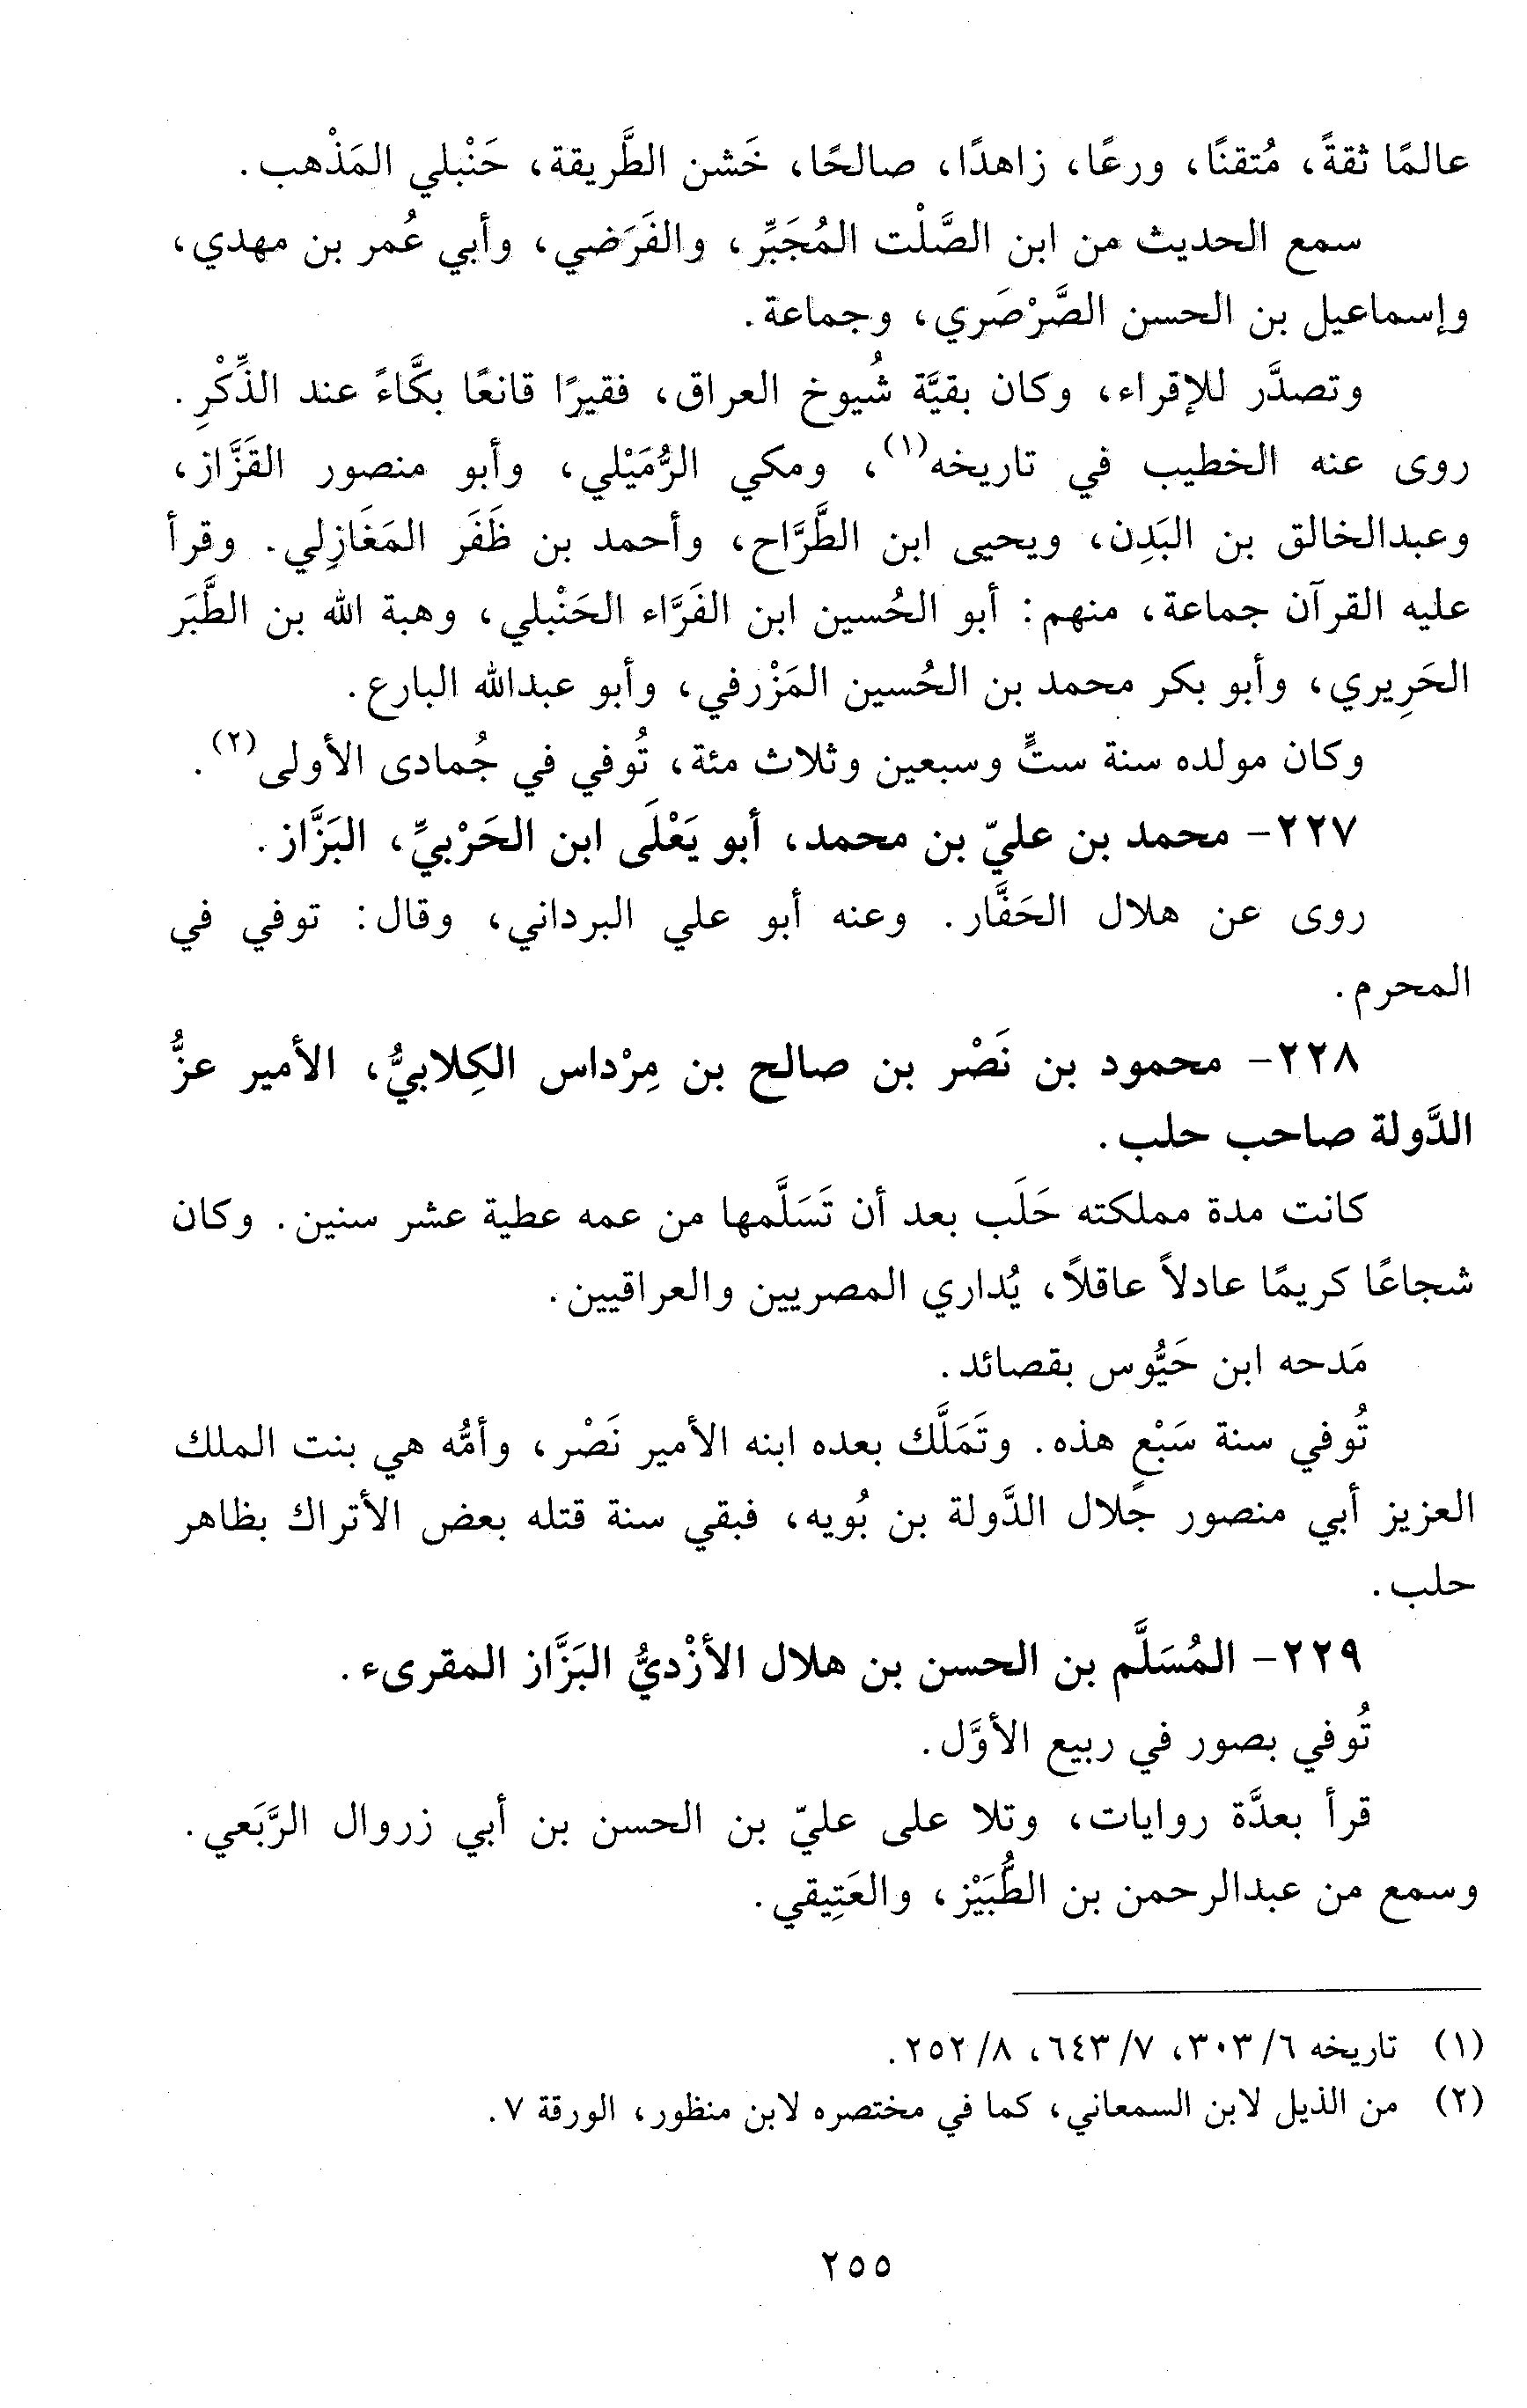 عالمًا ثقةً، مُتقنًا، ورعًا، زاهدًا، صالحًا، خَشن الطَّريقة، حَنْبلي المَذْهب.
سمع الحديث من ابن الصَّلْت المُجَبِّر، والفَرَضي، وأبي عُمر بن مهدي،
وإسماعيل بن الحسن الصَّرْصَري، وجماعة.
وتصدَّر للإقراء، وكان بقيَّة شُيوخ العراق، فقيرًا قانعًا بكَّاءً عند الذِّكْرِ.
روى عنه الخطيب في تاريخه(١)، ومكي الرُّمَيْلي، وأبو منصور القَزَّاز،
وعبدالخالق بن البَدِن، ويحيى ابن الطَّرَّاح، وأحمد بن ظَفَر المَغَازِلي. وقرأ
عليه القرآن جماعة، منهم: أبو الحُسين ابن الفَرَّاء الحَنْبلي، وهبة الله بن الطَّبَر
الحَرِيري، وأبو بكر محمد بن الحُسين المَزْرفي، وأبو عبدالله البارع.
وكان مولده سنة ستٍّ وسبعين وثلاث مئة، تُوفي في جُمادى الأولى(٢).
٢٢٧- محمد بن عليّ بن محمد، أبو يَعْلَى ابن الحَرْبيِّ، البَزَّاز.
روى عن هلال الحَفَّار. وعنه أبو علي البرداني، وقال: توفي في
المحرم.
٢٢٨- محمود بن نَصْر بن صالح بن مِرْداس الكِلابيُّ، الأمير عزُّ
الدَّولة صاحب حلب.
كانت مدة مملكته حَلَب بعد أن تَسَلَّمها من عمه عطية عشر سنين. وكان
شجاعًا كريمًا عادلاً عاقلاً، يُداري المصريين والعراقيين.
مَدحه ابن حَيُّوس بقصائد.
تُوفي سنة سَبْعٍ هذه. وتَمَلَّك بعده ابنه الأمير نَصْر، وأمُّه هي بنت الملك
العزيز أبي منصور جَلال الدَّولة بن بُويه، فبقي سنة قتله بعض الأتراك بظاهر
حلب.
٢٢٩- المُسَلَّم بن الحسن بن هلال الأزْديُّ البَزَّاز المقرىء.
تُوفي بصور في ربيع الأوَّل.
قرأ بعدَّة روايات، وتلا على عليّ بن الحسن بن أبي زروال الرَّبَعي.
وسمع من عبدالرحمن بن الطُّبَيْز، والعَتِيقي.
(١) تاريخه ٦/ ٣٠٣، ٧/ ٦٤٣، ٨/ ٢٥٢.
(٢) من الذيل لابن السمعاني، كما في مختصره لابن منظور، الورقة ٧.
٢٥٥